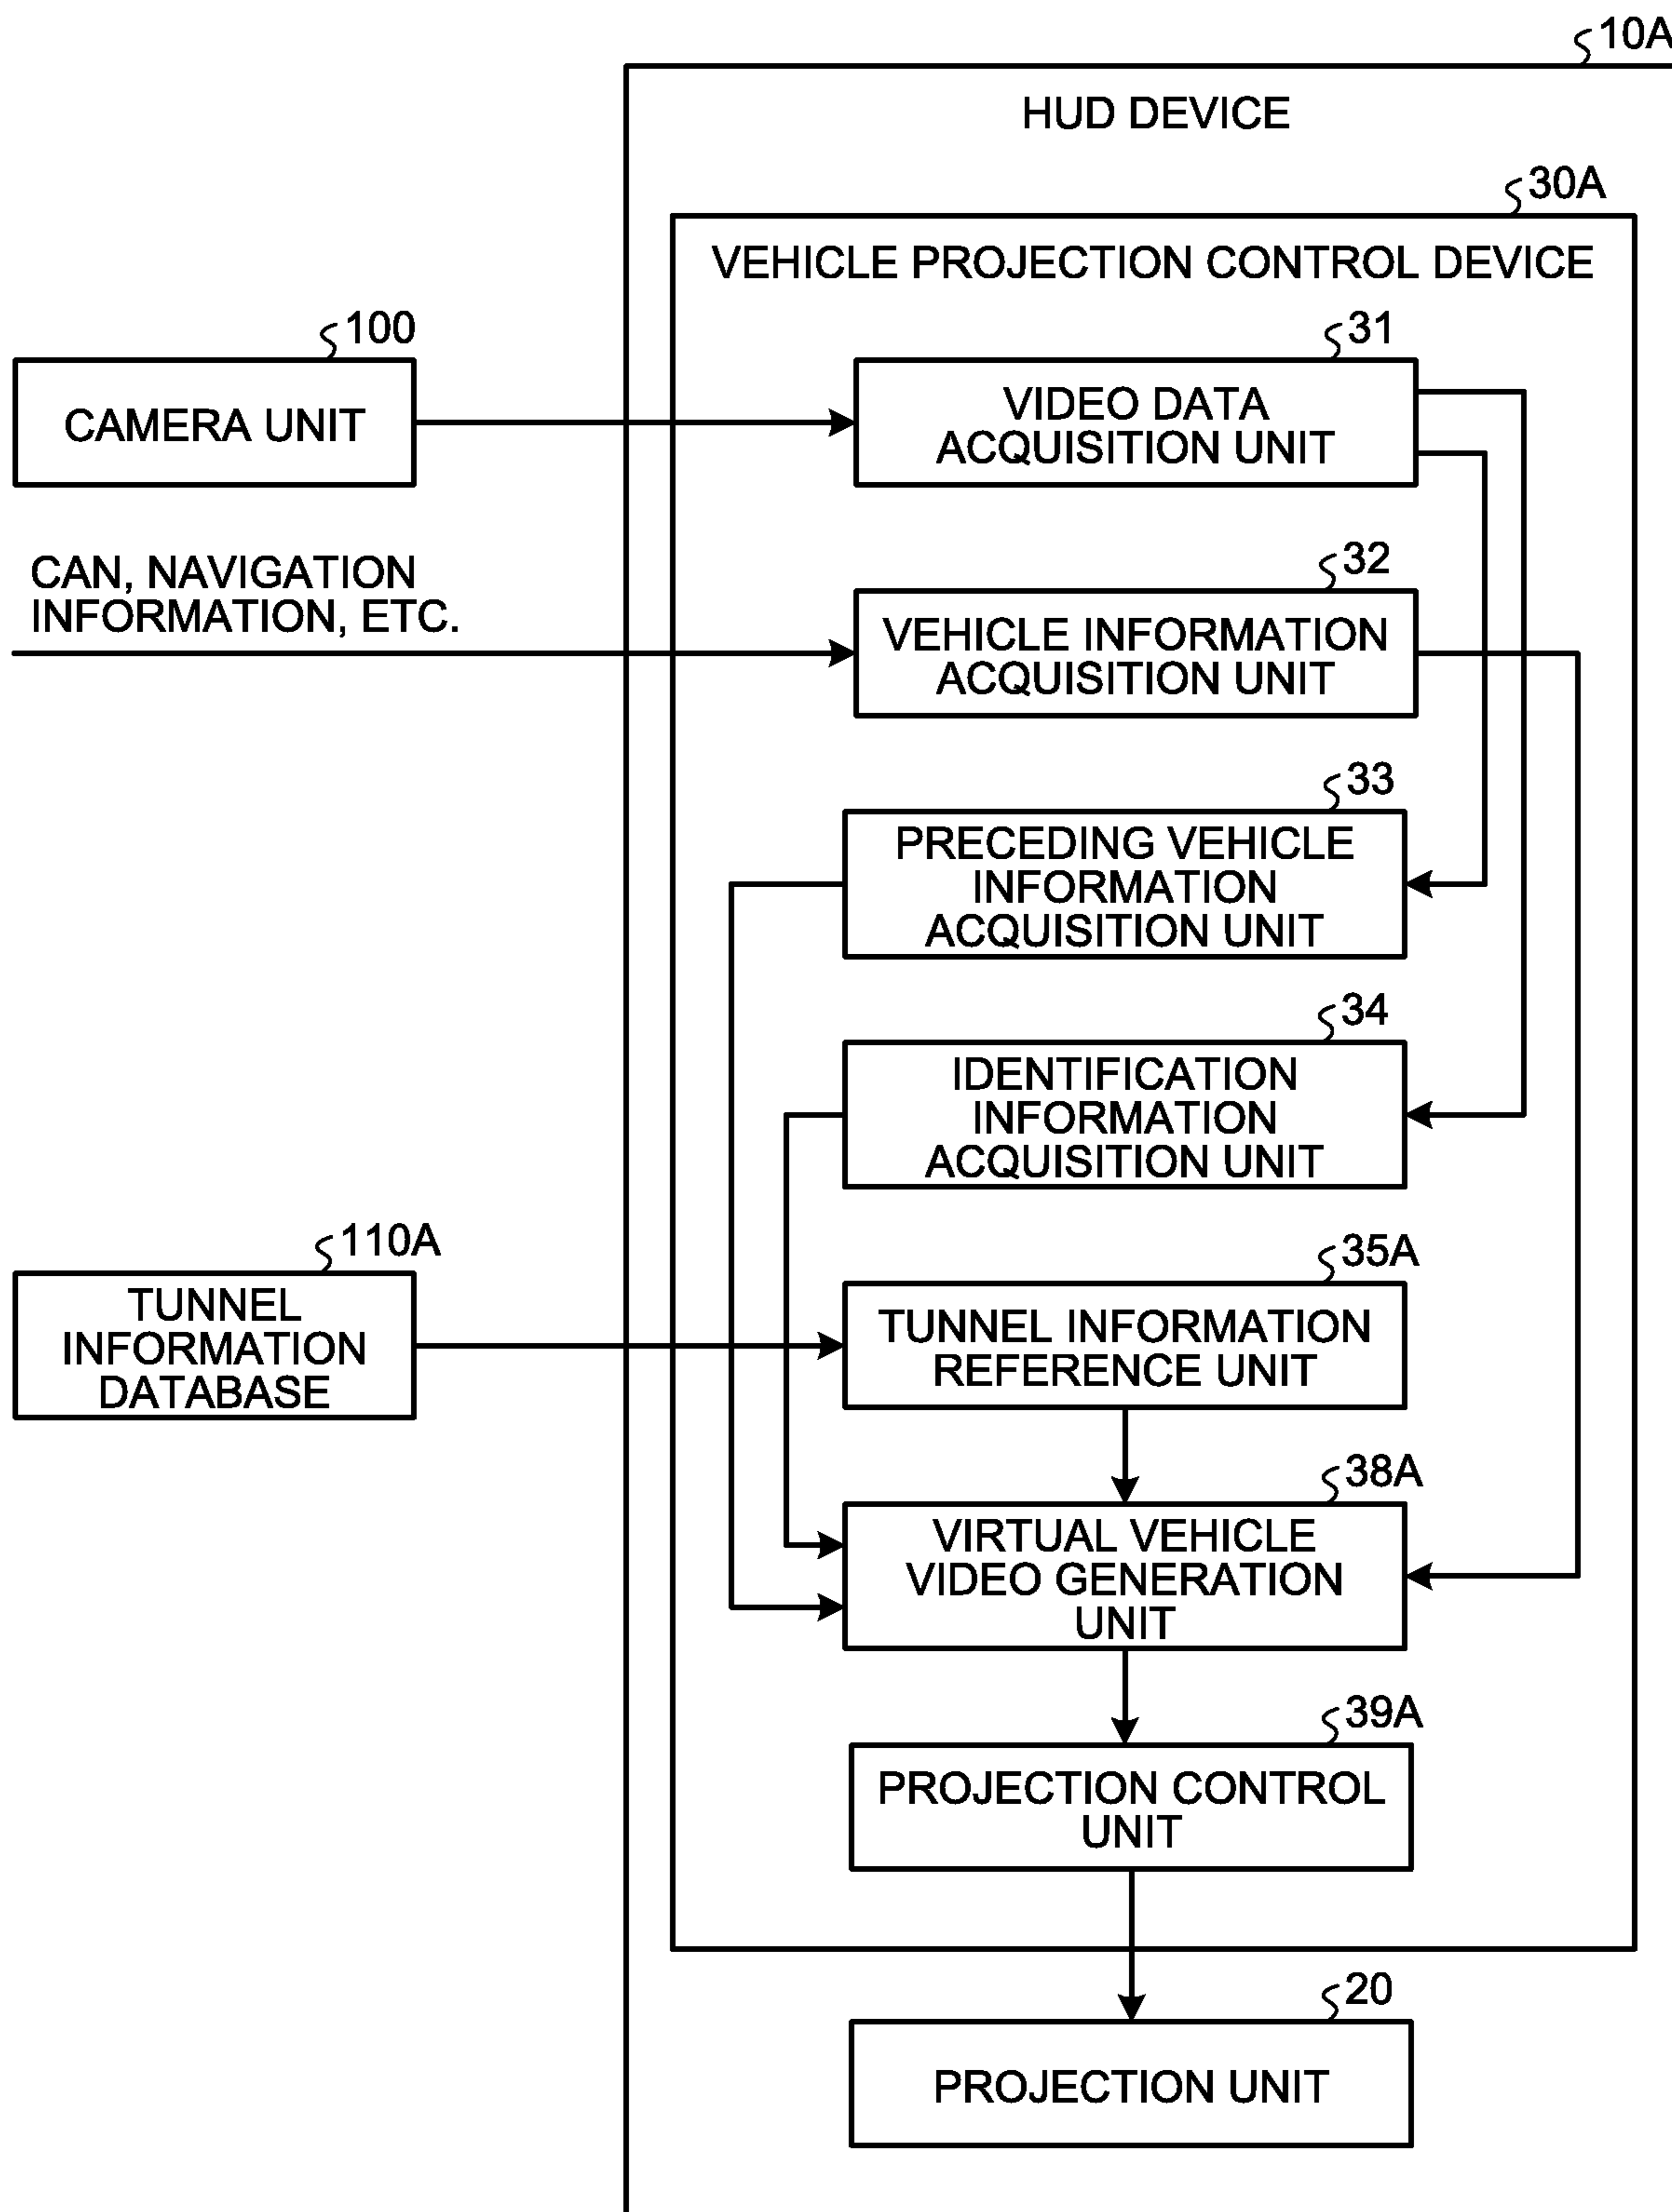 10A
HUD DEVICE
30A
VEHICLE PROJECTION CONTROL DEVICE
100
CAMERA UNIT
31
VIDEO DATA
ACQUISITION UNIT
CAN, NAVIGATION
INFORMATION, ETC.
32
VEHICLE INFORMATION
ACQUISITION UNIT
33
PRECEDING VEHICLE
INFORMATION
ACQUISITION UNIT
34
IDENTIFICATION
INFORMATION
ACQUISITION UNIT
110A
TUNNEL
INFORMATION
DATABASE
35A
TUNNEL INFORMATION
REFERENCE UNIT
38A
VIRTUAL VEHICLE
VIDEO GENERATION
UNIT
39A
PROJECTION CONTROL
UNIT
20
PROJECTION UNIT